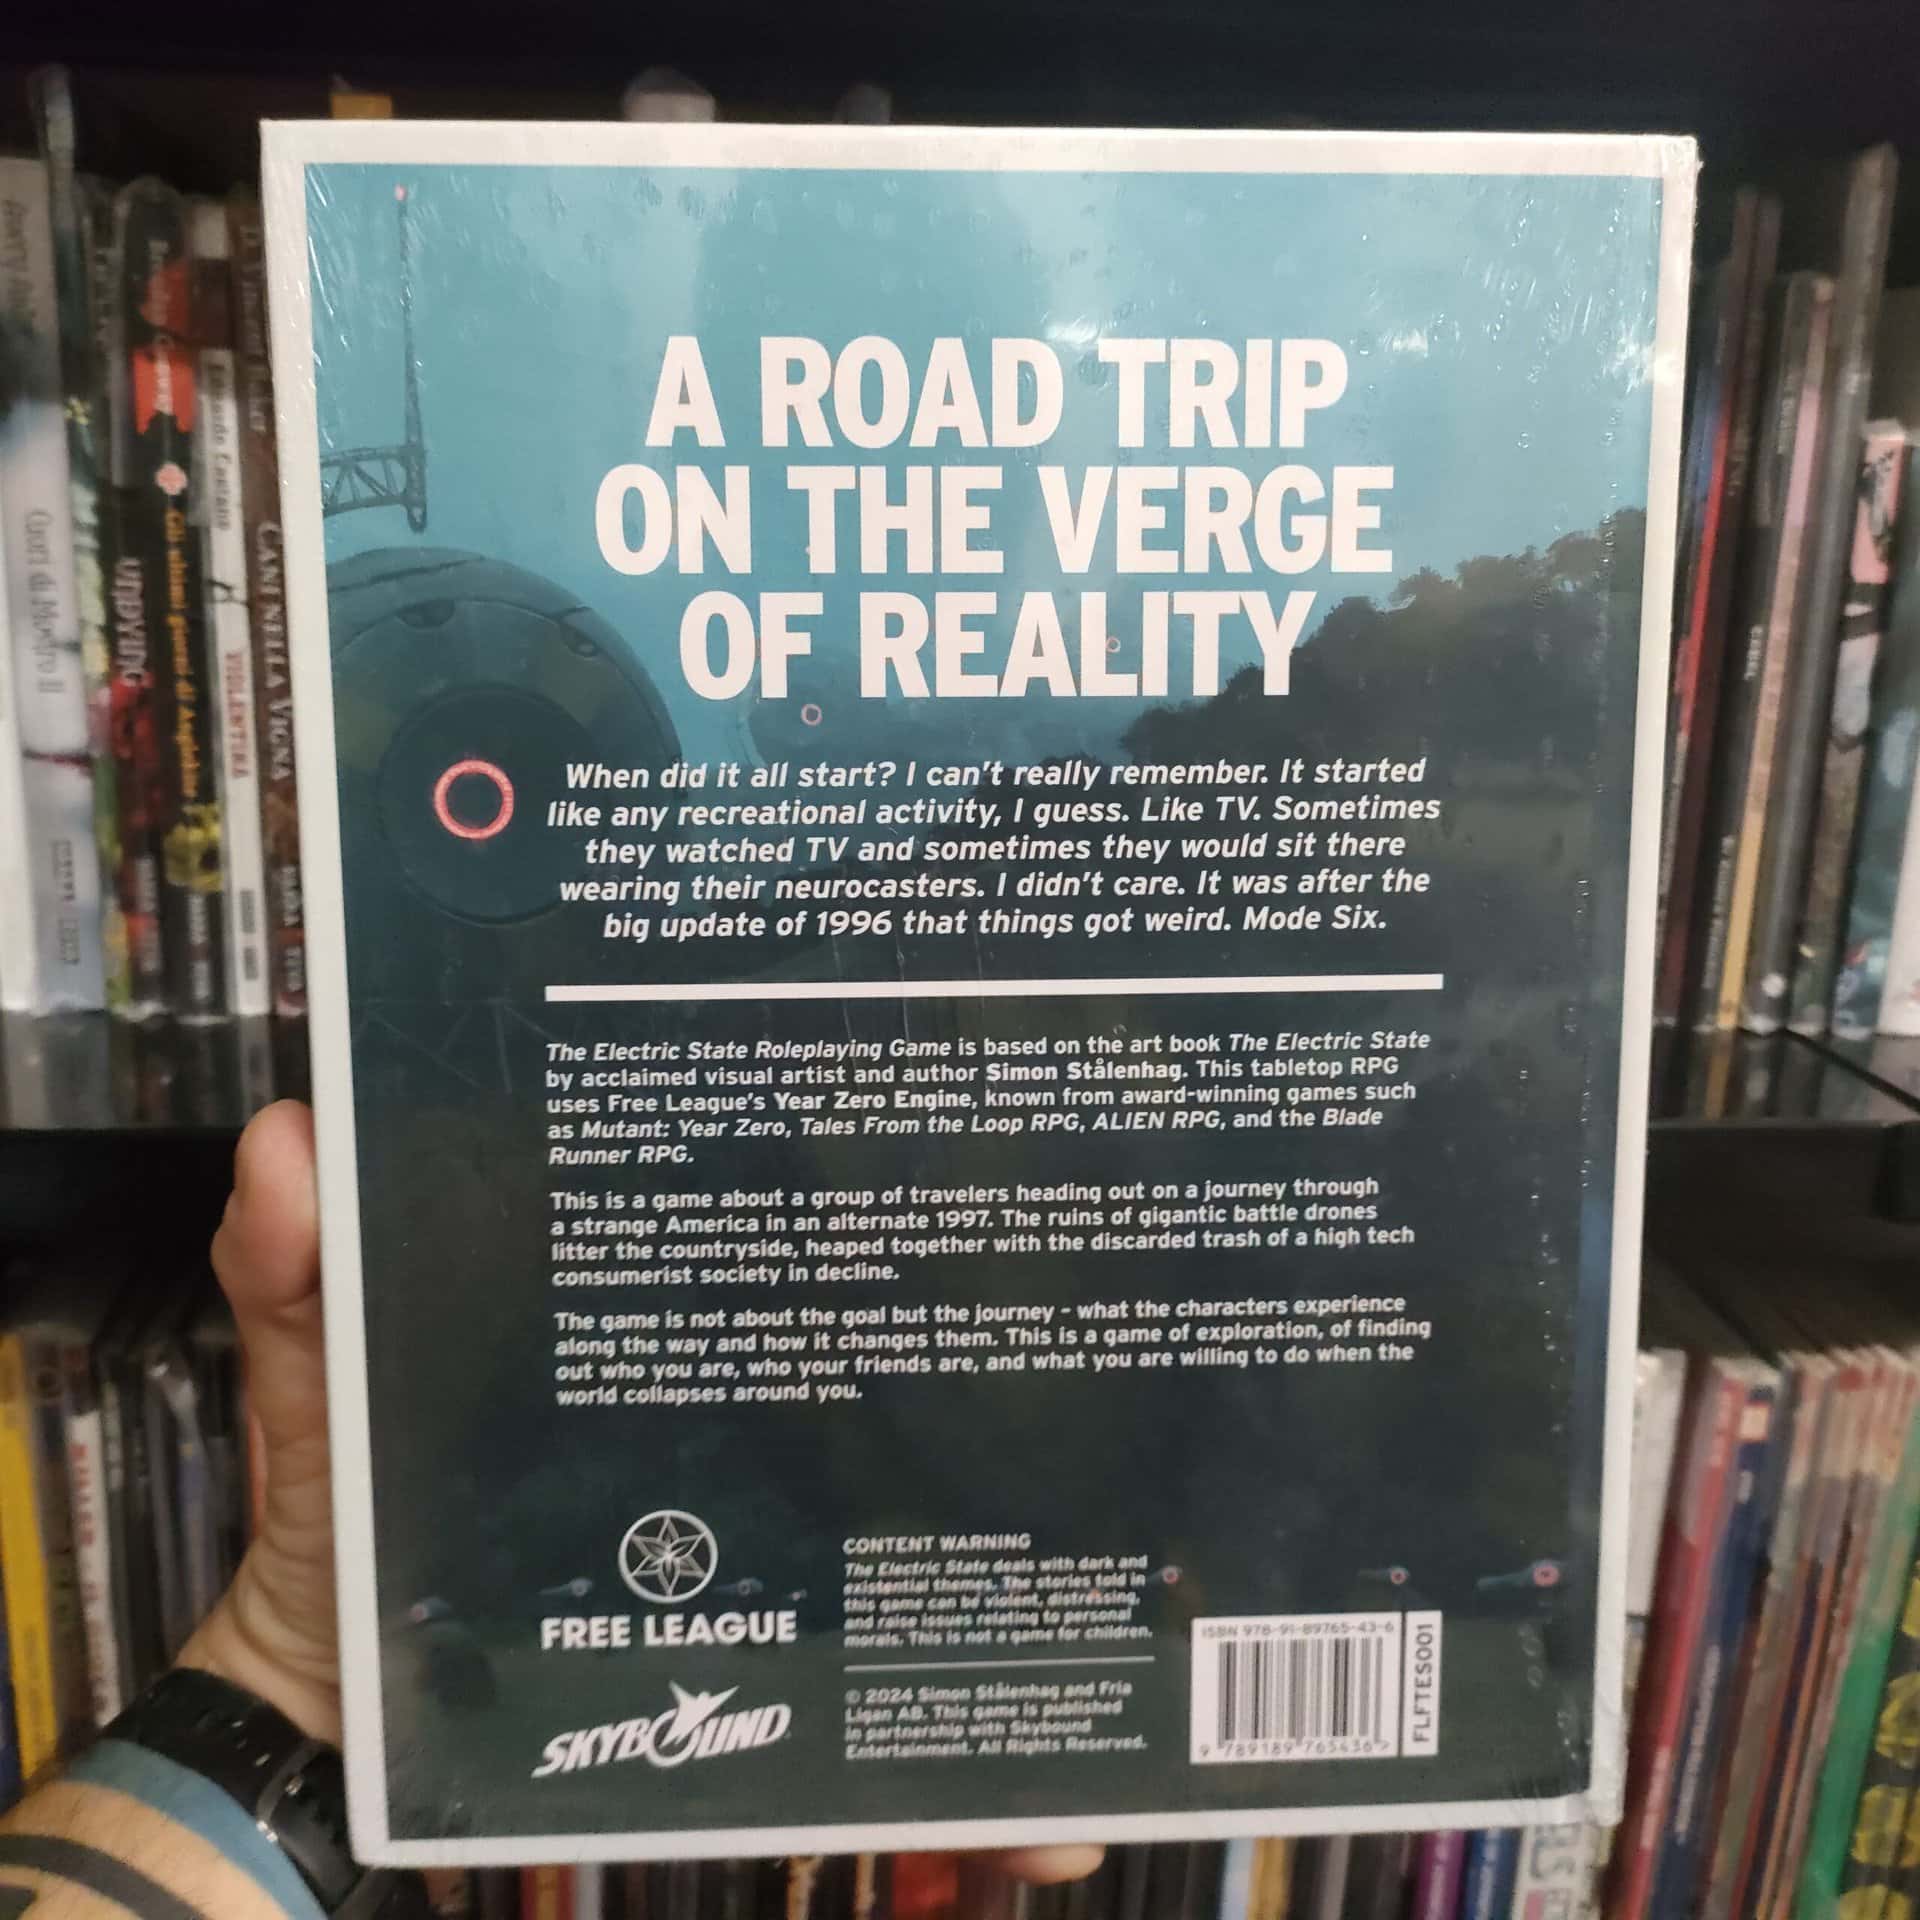 A ROAD TRIP
ON THE VERGE
OF REALITY
When did it all start? I can't really remember. It started
like any recreational activity, I guess. Like TV. Sometimes
they watched TV and sometimes they would sit there
wearing their neurocasters. I didn't care. It was after the
big update of 1996 that things got weird. Mode Six.
The Electric State Roleplaying Game is based on the art book The Electric State
by acclaimed visual artist and author Simon Stålenhag. This tabletop RPG
uses Free League's Year Zero Engine, known from award-winning games such
as Mutant: Year Zero, Tales From the Loop RPG, ALIEN RPG, and the Blade
Runner RPG.
This is a game about a group of travelers heading out on a journey through
a strange America in an alternate 1997. The ruins of gigantic battle drones
litter the countryside, heaped together with the discarded trash of a high tech
consumerist society in decline.
The game is not about the goal but the journey - what the characters experience
along the way and how it changes them. This is a game of exploration, of finding
out who you are, who your friends are, and what you are willing to do when the
world collapses around you.
FREE LEAGUE
SKYBOUND
CONTENT WARNING
The Electric State deals with dark and
existential themes. The stories told in
this game can be violent, distressing,
and raise issues relating to personal
morals. This is not a game for children.
© 2024 Simon Stålenhag and Fria
Ligan AB. This game is published
in partnership with Skybound
Entertainment. All Rights Reserved.
ISBN 978-91-89765-43-6
9 789189 765436 >
FLFTES001
Cuori di Mostro II
UNDYING
Gli ultimi giorni di
VIOLENTIA
CANNELLA VIGNA